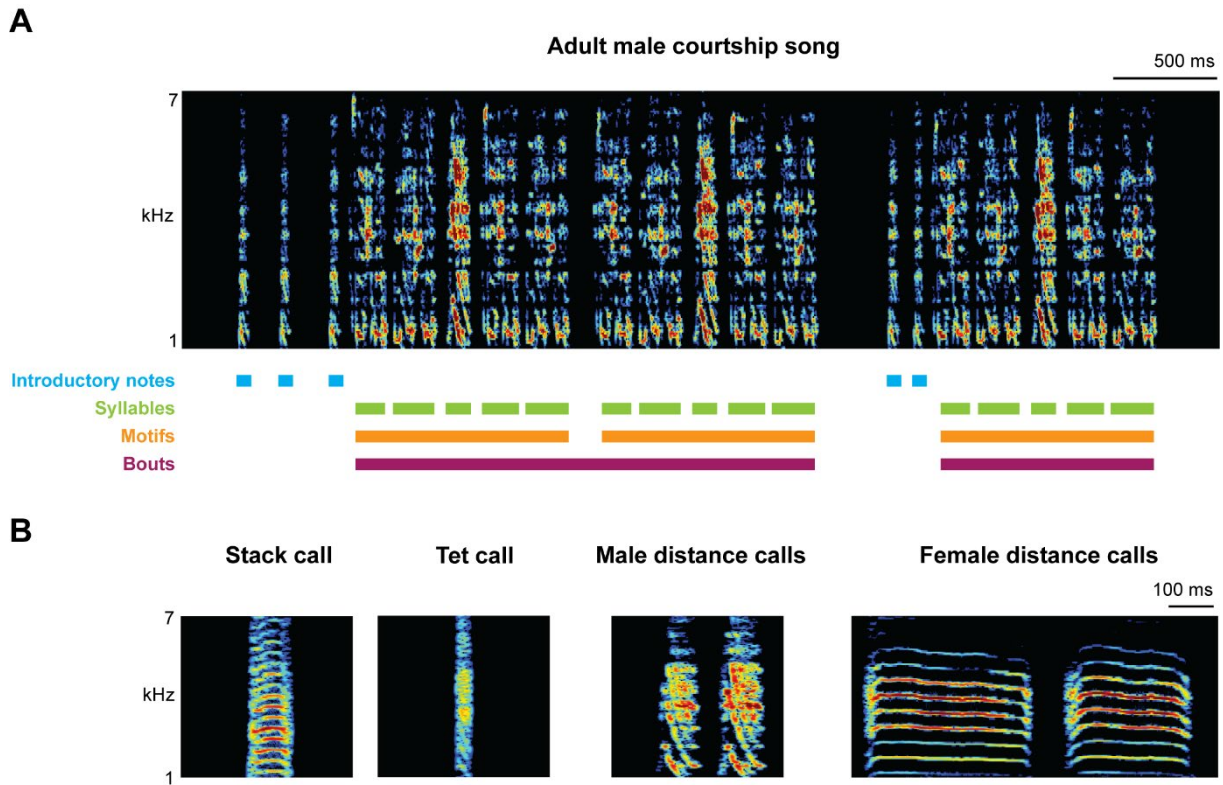 A
Adult male courtship song
500 ms
7
kHz
1
Introductory notes
Syllables
Motifs
Bouts
B
Stack call
Tet call
Male distance calls
Female distance calls
100 ms
7
kHz
1